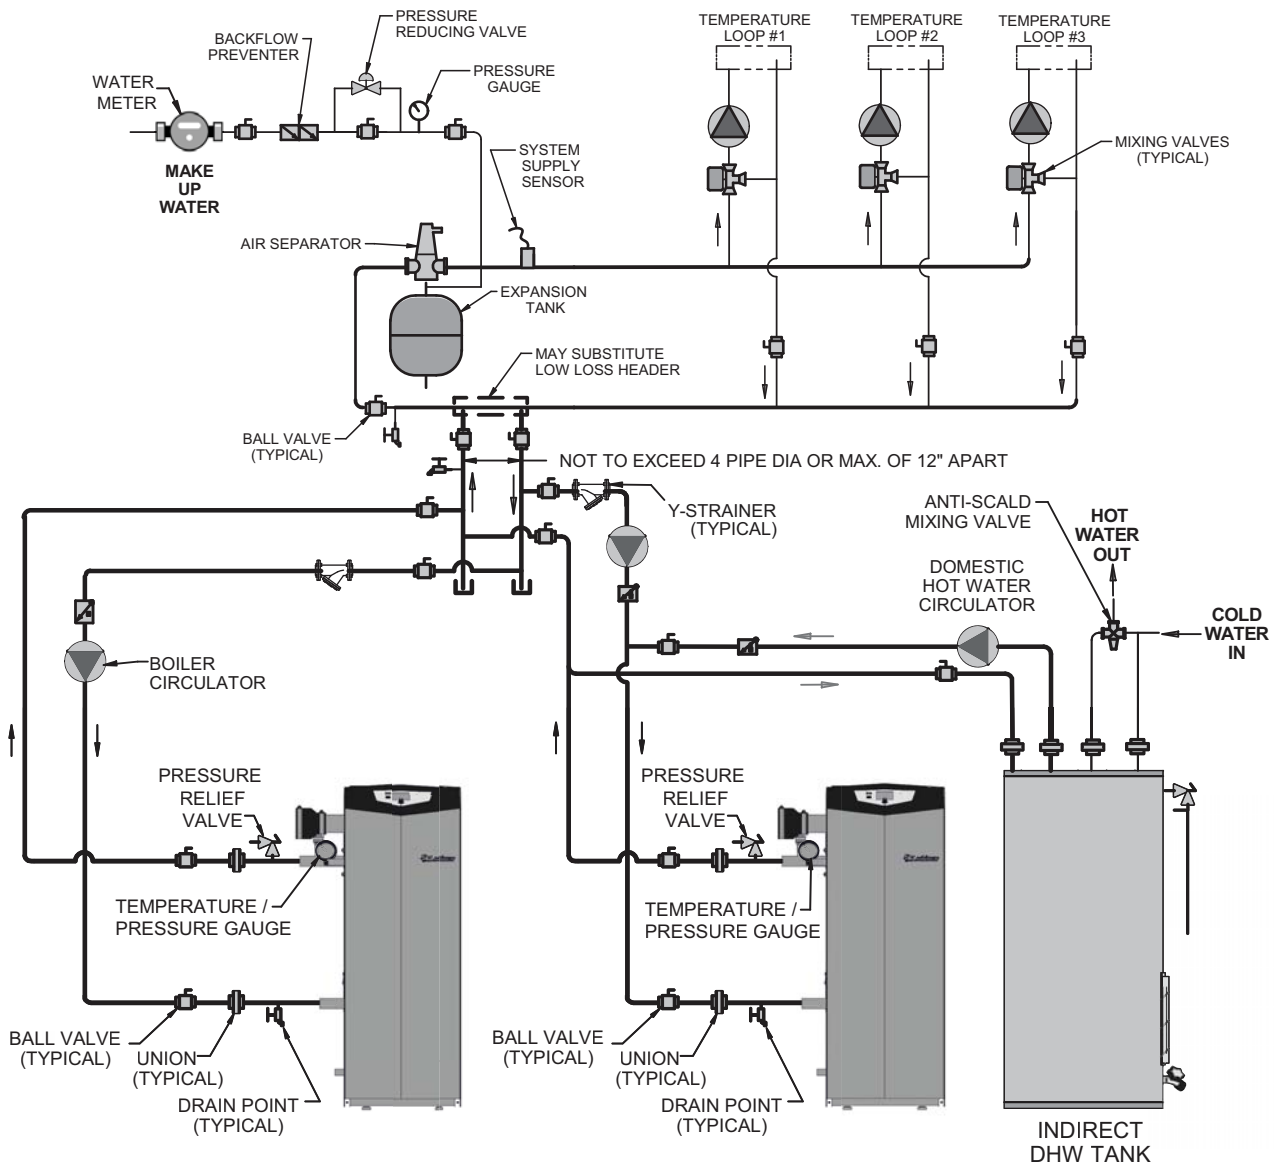 PRESSURE
REDUCING VALVE
BACKFLOW
PREVENTER
WATER
METER
PRESSURE
GAUGE
MAKE
UP
WATER
SYSTEM
SUPPLY
SENSOR
TEMPERATURE
LOOP #1
TEMPERATURE
LOOP #2
TEMPERATURE
LOOP #3
MIXING VALVES
(TYPICAL)
AIR SEPARATOR
EXPANSION
TANK
MAY SUBSTITUTE
LOW LOSS HEADER
BALL VALVE
(TYPICAL)
NOT TO EXCEED 4 PIPE DIA OR MAX. OF 12" APART
Y-STRAINER
(TYPICAL)
ANTI-SCALD
MIXING VALVE
HOT
WATER
OUT
DOMESTIC
HOT WATER
CIRCULATOR
COLD
WATER
IN
BOILER
CIRCULATOR
PRESSURE
RELIEF
VALVE
PRESSURE
RELIEF
VALVE
TEMPERATURE /
PRESSURE GAUGE
TEMPERATURE /
PRESSURE GAUGE
BALL VALVE
(TYPICAL)
UNION
(TYPICAL)
DRAIN POINT
(TYPICAL)
BALL VALVE
(TYPICAL)
UNION
(TYPICAL)
DRAIN POINT
(TYPICAL)
INDIRECT
DHW TANK